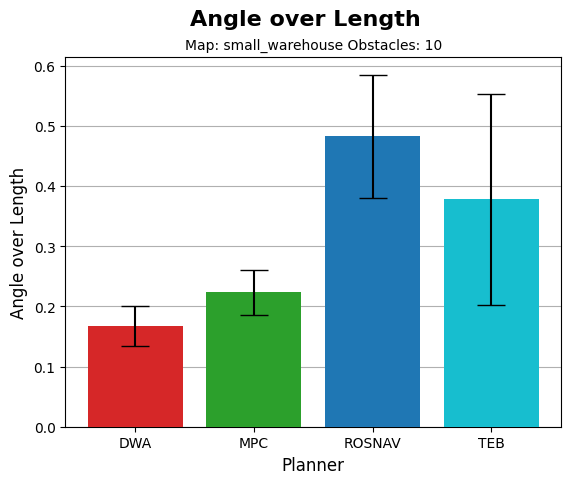 Angle over Length
Map: small_warehouse Obstacles: 10
0.6
0.5
0.4
0.3
0.2
0.1
0.0
Angle over Length
DWA MPC ROSNAV TEB
Planner